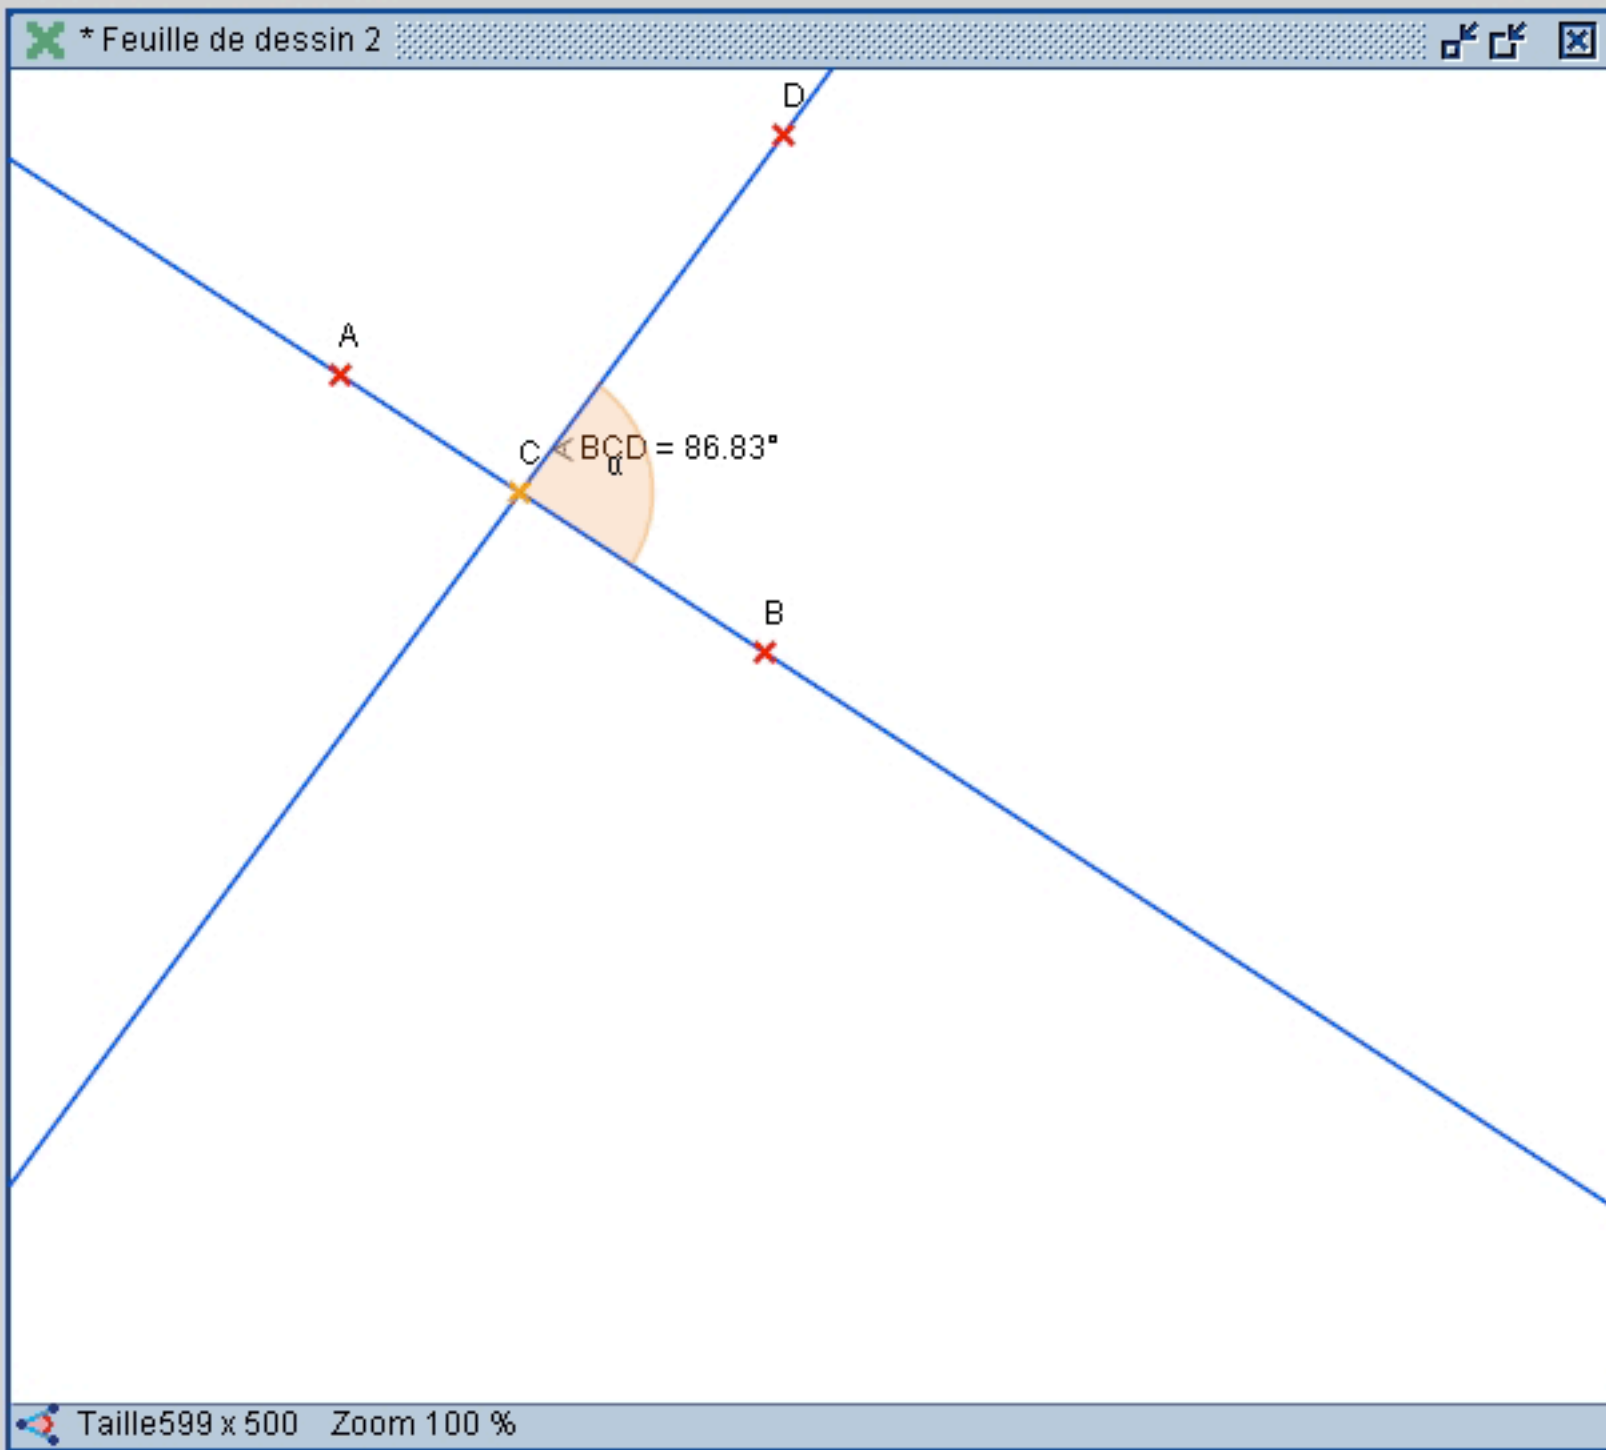 * Feuille de dessin 2
D
A
C
∢ BCD = 86.83°
α
B
Taille599 x 500 Zoom 100 %